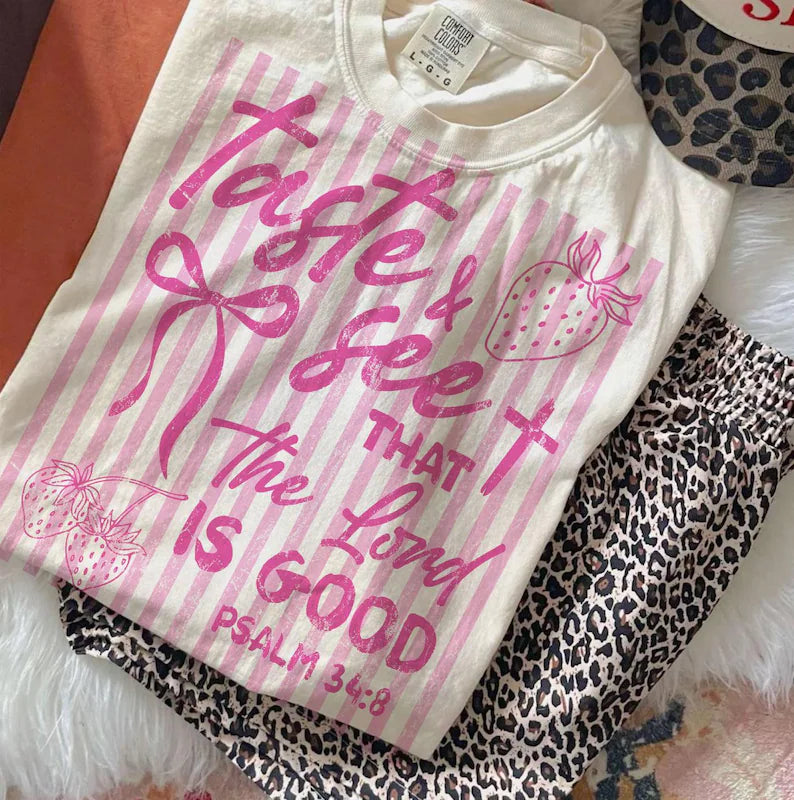 COMFORT
COLORS
L - G - G
taste
&
see
THAT
the Lord
IS GOOD
PSALM 34:8